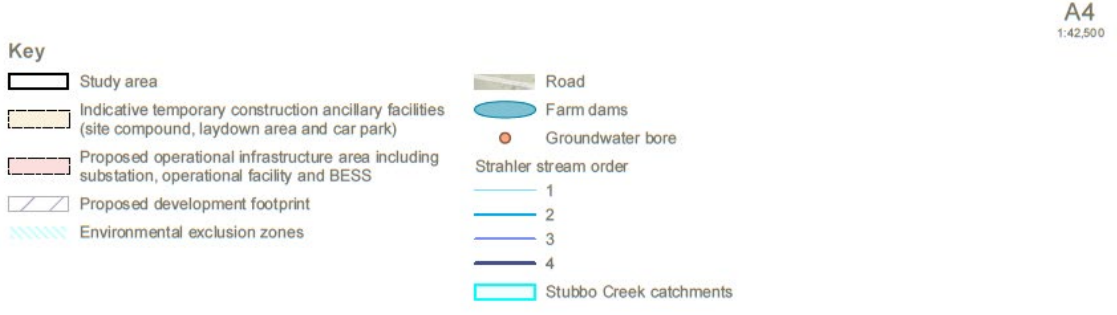 A4
1:42,500
Key
Study area
Indicative temporary construction ancillary facilities
(site compound, laydown area and car park)
Proposed operational infrastructure area including
substation, operational facility and BESS
Proposed development footprint
Environmental exclusion zones
Road
Farm dams
Groundwater bore
Strahler stream order
1
2
3
4
Stubbo Creek catchments